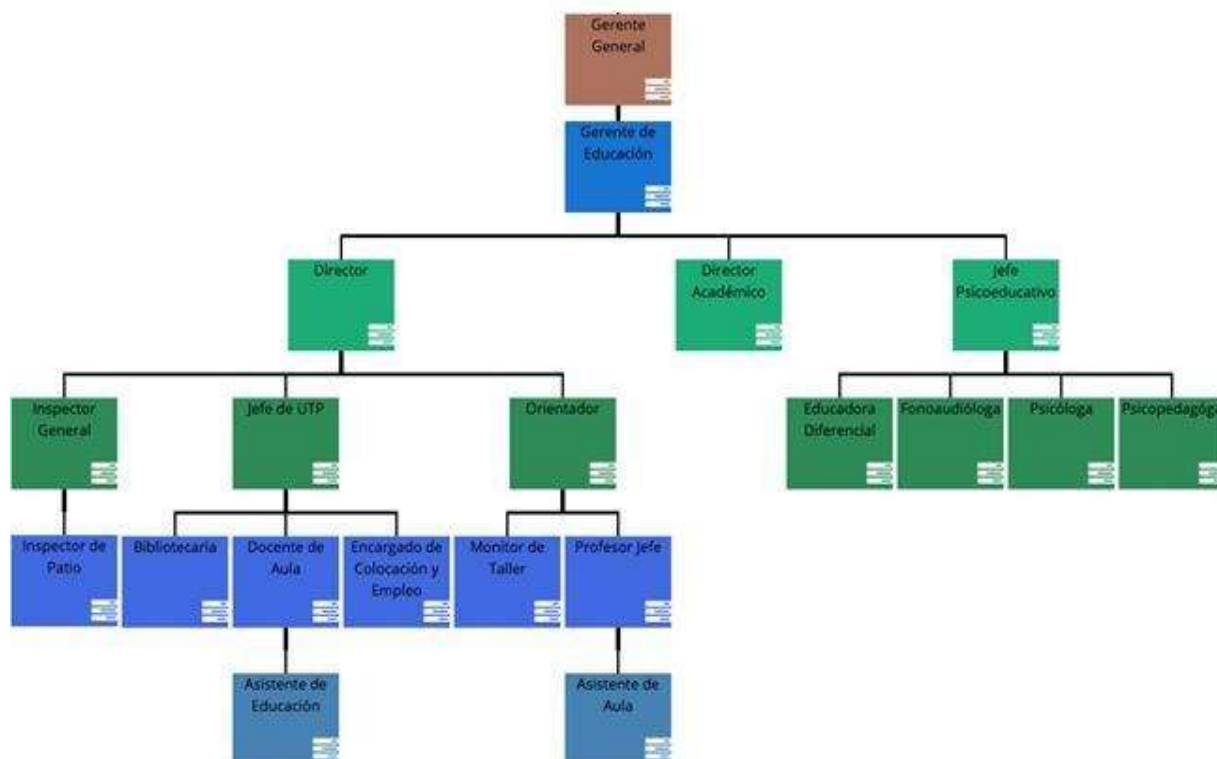 Gerente
General
Gerente de
Educación
Director
Director
Académico
Jefe
Psicoeducativo
Inspector
General
Jefe de UTP
Orientador
Educadora
Diferencial
Fonoaudióloga
Psicóloga
Psicopedagóga
Inspector de
Patio
Bibliotecaria
Docente de
Aula
Encargado de
Colocación y
Empleo
Monitor de
Taller
Profesor Jefe
Asistente de
Educación
Asistente de
Aula